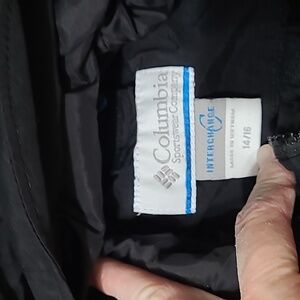 Columbia
Sportswear Company
INTERCHANGE
MADE IN VIETNAM
14/16